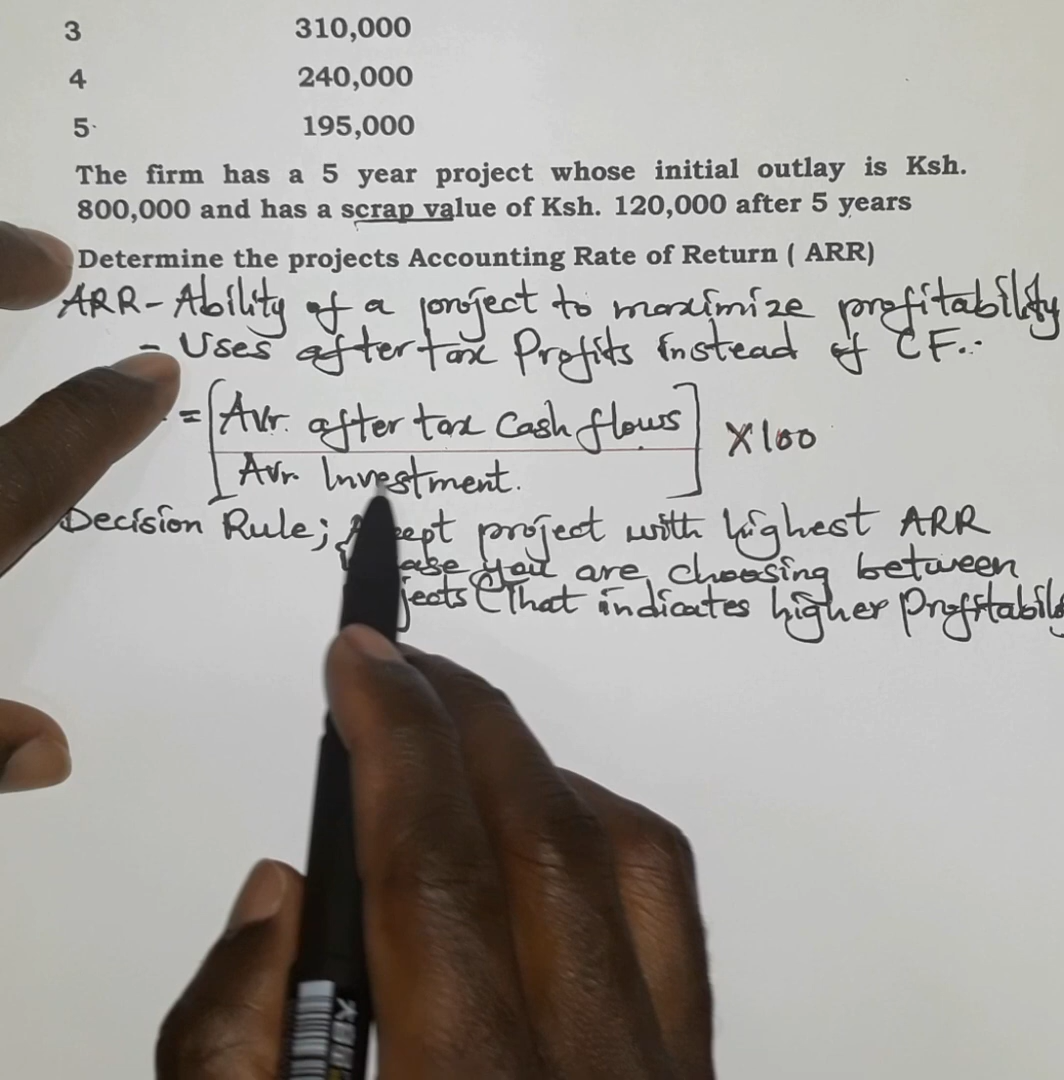 3 310,000
4 240,000
5 195,000
The firm has a 5 year project whose initial outlay is Ksh.
800,000 and has a scrap value of Ksh. 120,000 after 5 years
Determine the projects Accounting Rate of Return ( ARR)
ARR - Ability of a project to maximize profitability
- Uses after tax Profits instead of CF..
= [Avr. after tax Cash flows
Avr. Investment.] X100
Decision Rule; Accept project with highest ARR
you are choosing between
jects (That indicates higher Profitabil